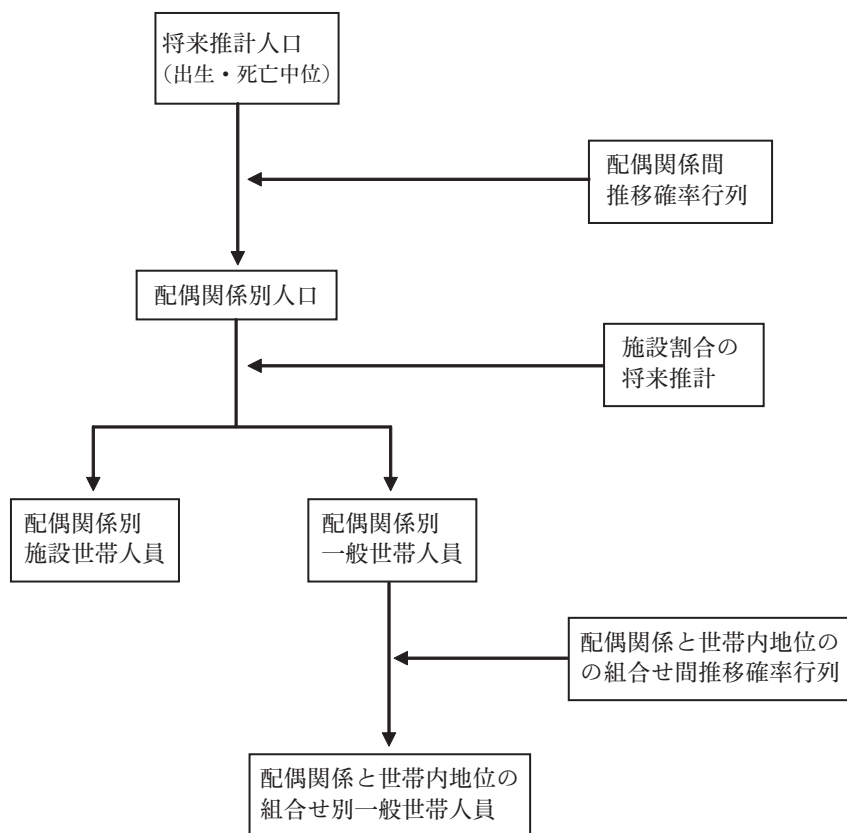 将来推計人口
（出生・死亡中位）
配偶関係間
推移確率行列
配偶関係別人口
施設割合の
将来推計
配偶関係別
施設世帯人員
配偶関係別
一般世帯人員
配偶関係と世帯内地位の
の組合せ間推移確率行列
配偶関係と世帯内地位の
組合せ別一般世帯人員